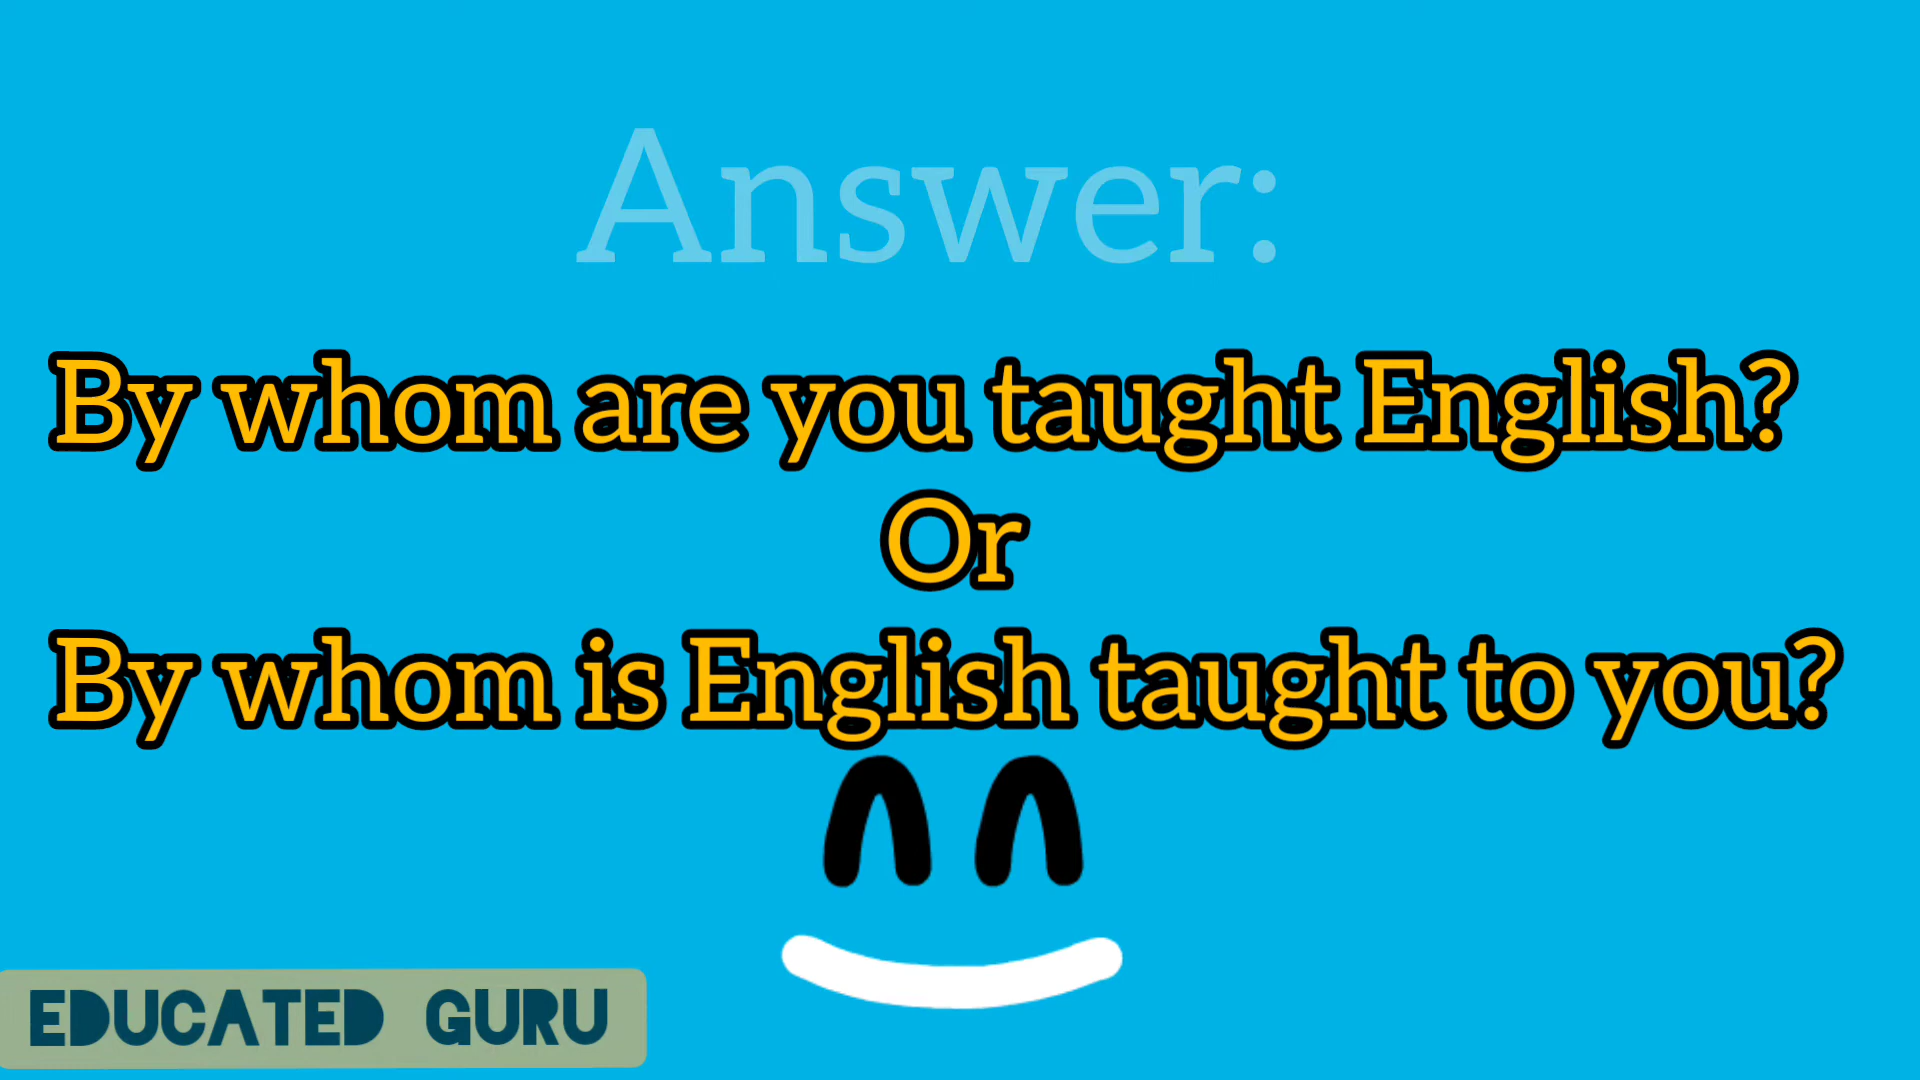 Answer:
By whom are you taught English?
Or
By whom is English taught to you?
EDUCATED GURU